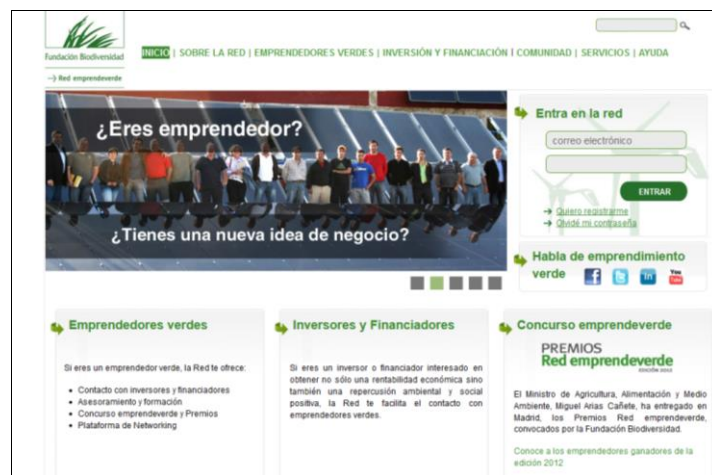 Fundación Biodiversidad
Red emprendeverde
INICIO | SOBRE LA RED | EMPRENDEDORES VERDES | INVERSIÓN Y FINANCIACIÓN | COMUNIDAD | SERVICIOS | AYUDA
¿Eres emprendedor?
¿Tienes una nueva idea de negocio?
Entra en la red
correo electrónico
ENTRAR
Quiero registrarme
Olvidé mi contraseña
Habla de emprendimiento
verde
You
Tube
Emprendedores verdes
Si eres un emprendedor verde, la Red te ofrece:
Contacto con inversores y financiadores
Asesoramiento y formación
Concurso emprendeverde y Premios
Plataforma de Networking
Inversores y Financiadores
Si eres un inversor o financiador interesado en
obtener no sólo una rentabilidad económica sino
también una repercusión ambiental y social
positiva, la Red te facilita el contacto con
emprendedores verdes.
Concurso emprendeverde
PREMIOS
Red emprendeverde
EDICIÓN 2012
El Ministro de Agricultura, Alimentación y Medio
Ambiente, Miguel Arias Cañete, ha entregado en
Madrid, los Premios Red emprendeverde,
convocados por la Fundación Biodiversidad.
Conoce a los emprendedores ganadores de la
edición 2012